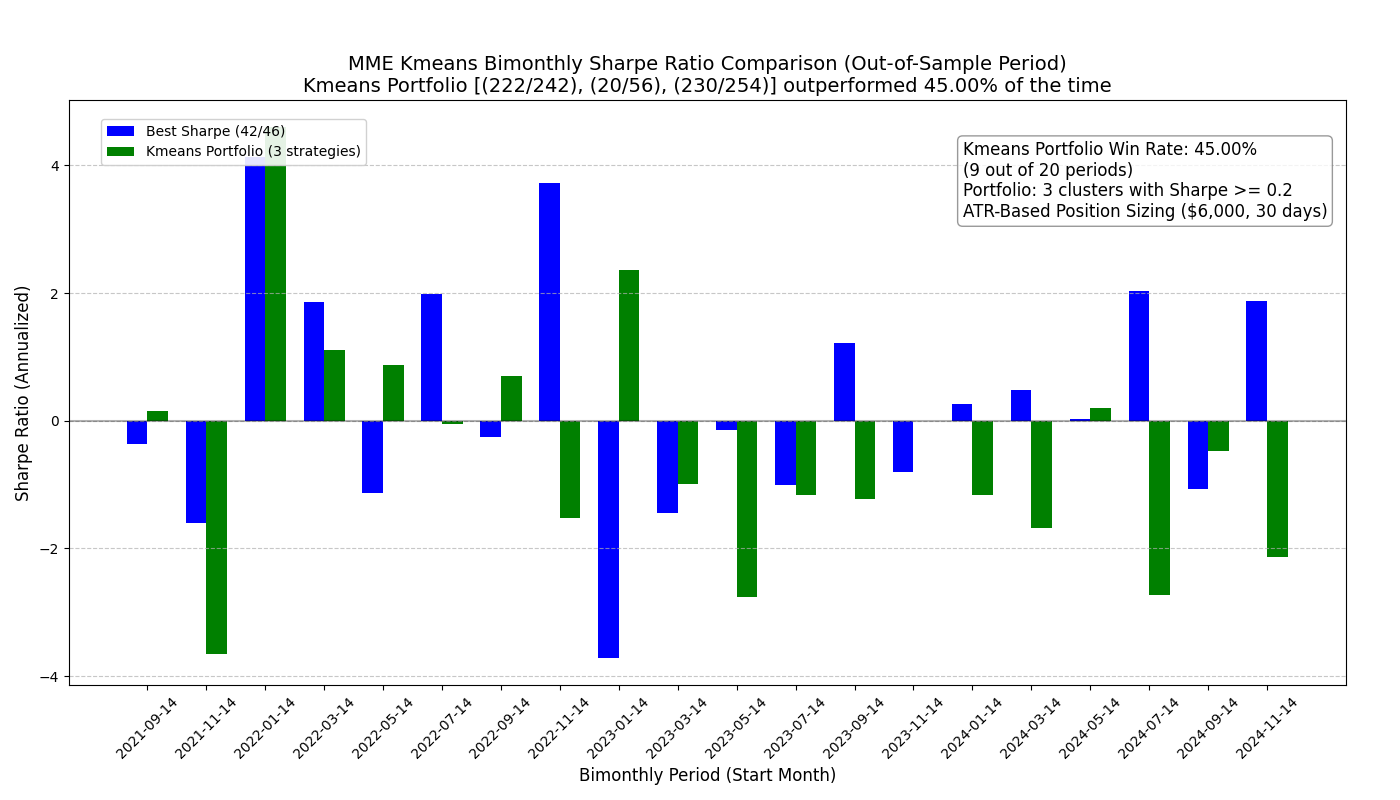 MME Kmeans Bimonthly Sharpe Ratio Comparison (Out-of-Sample Period)
Kmeans Portfolio [(222/242), (20/56), (230/254)] outperformed 45.00% of the time
Best Sharpe (42/46)
Kmeans Portfolio (3 strategies)
Kmeans Portfolio Win Rate: 45.00%
(9 out of 20 periods)
Portfolio: 3 clusters with Sharpe >= 0.2
ATR-Based Position Sizing ($6,000, 30 days)
Sharpe Ratio (Annualized)
4
2
0
−2
−4
2021-09-14
2021-11-14
2022-01-14
2022-03-14
2022-05-14
2022-07-14
2022-09-14
2022-11-14
2023-01-14
2023-03-14
2023-05-14
2023-07-14
2023-09-14
2023-11-14
2024-01-14
2024-03-14
2024-05-14
2024-07-14
2024-09-14
2024-11-14
Bimonthly Period (Start Month)